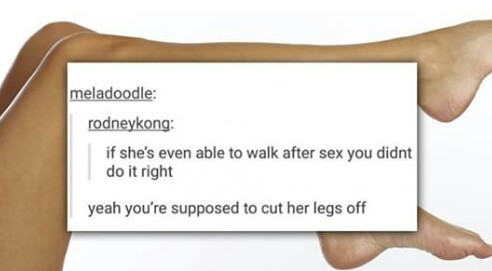 meladoodle:
rodneykong:
if she's even able to walk after sex you didnt
do it right
yeah you're supposed to cut her legs off